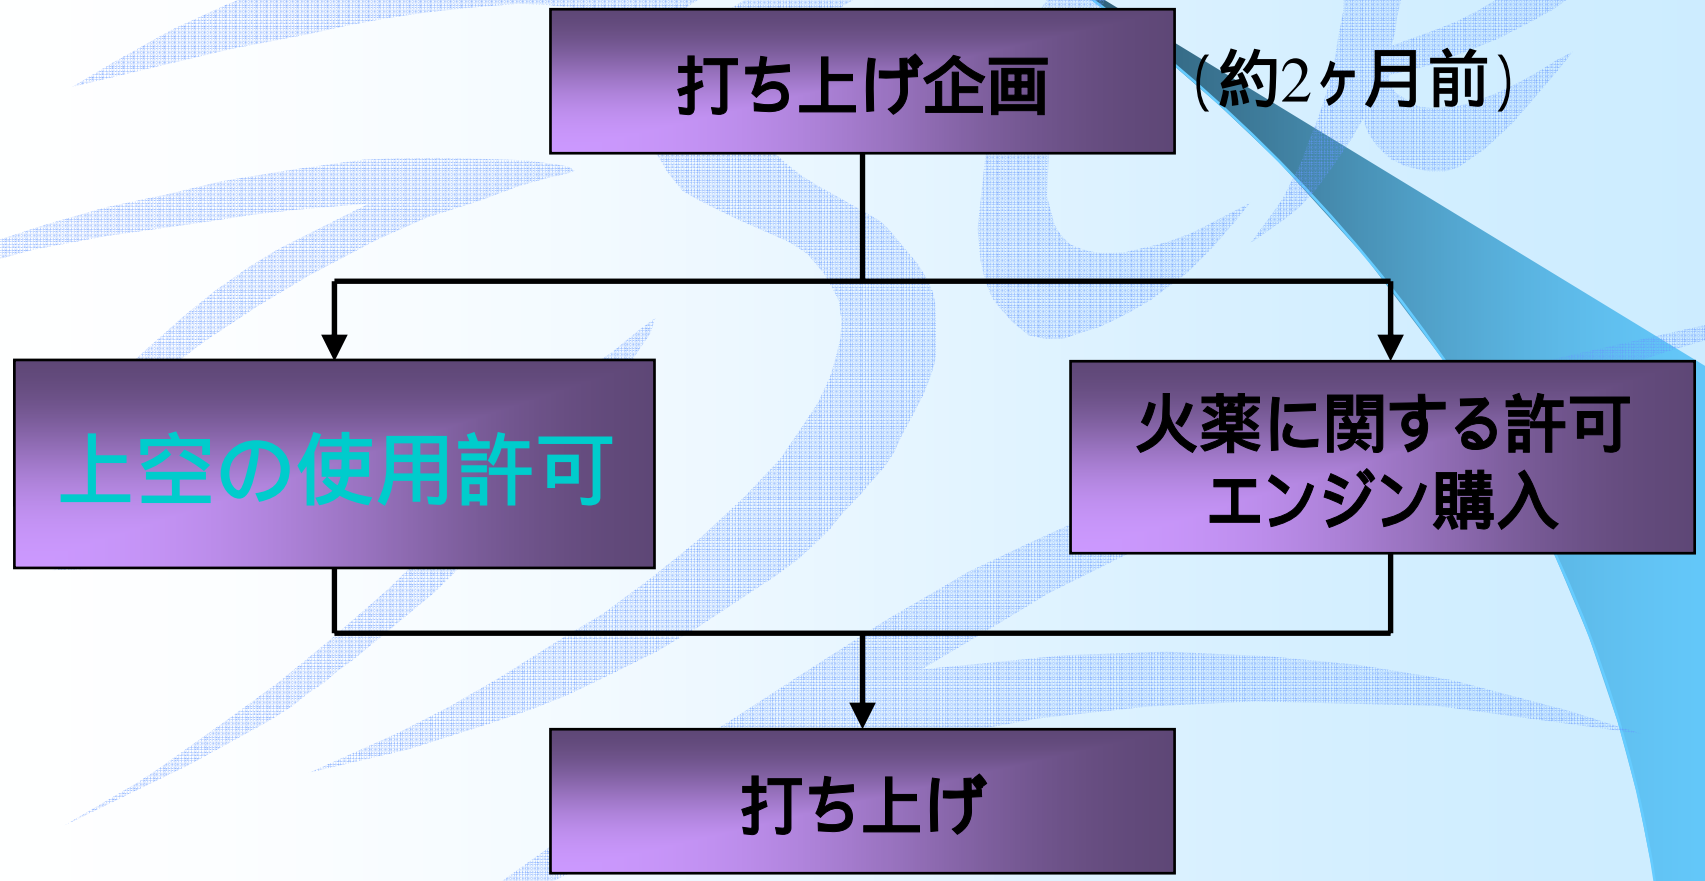 打ち上げ企画
（約2ヶ月前）
上空の使用許可
火薬に関する許可
エンジン購入
打ち上げ